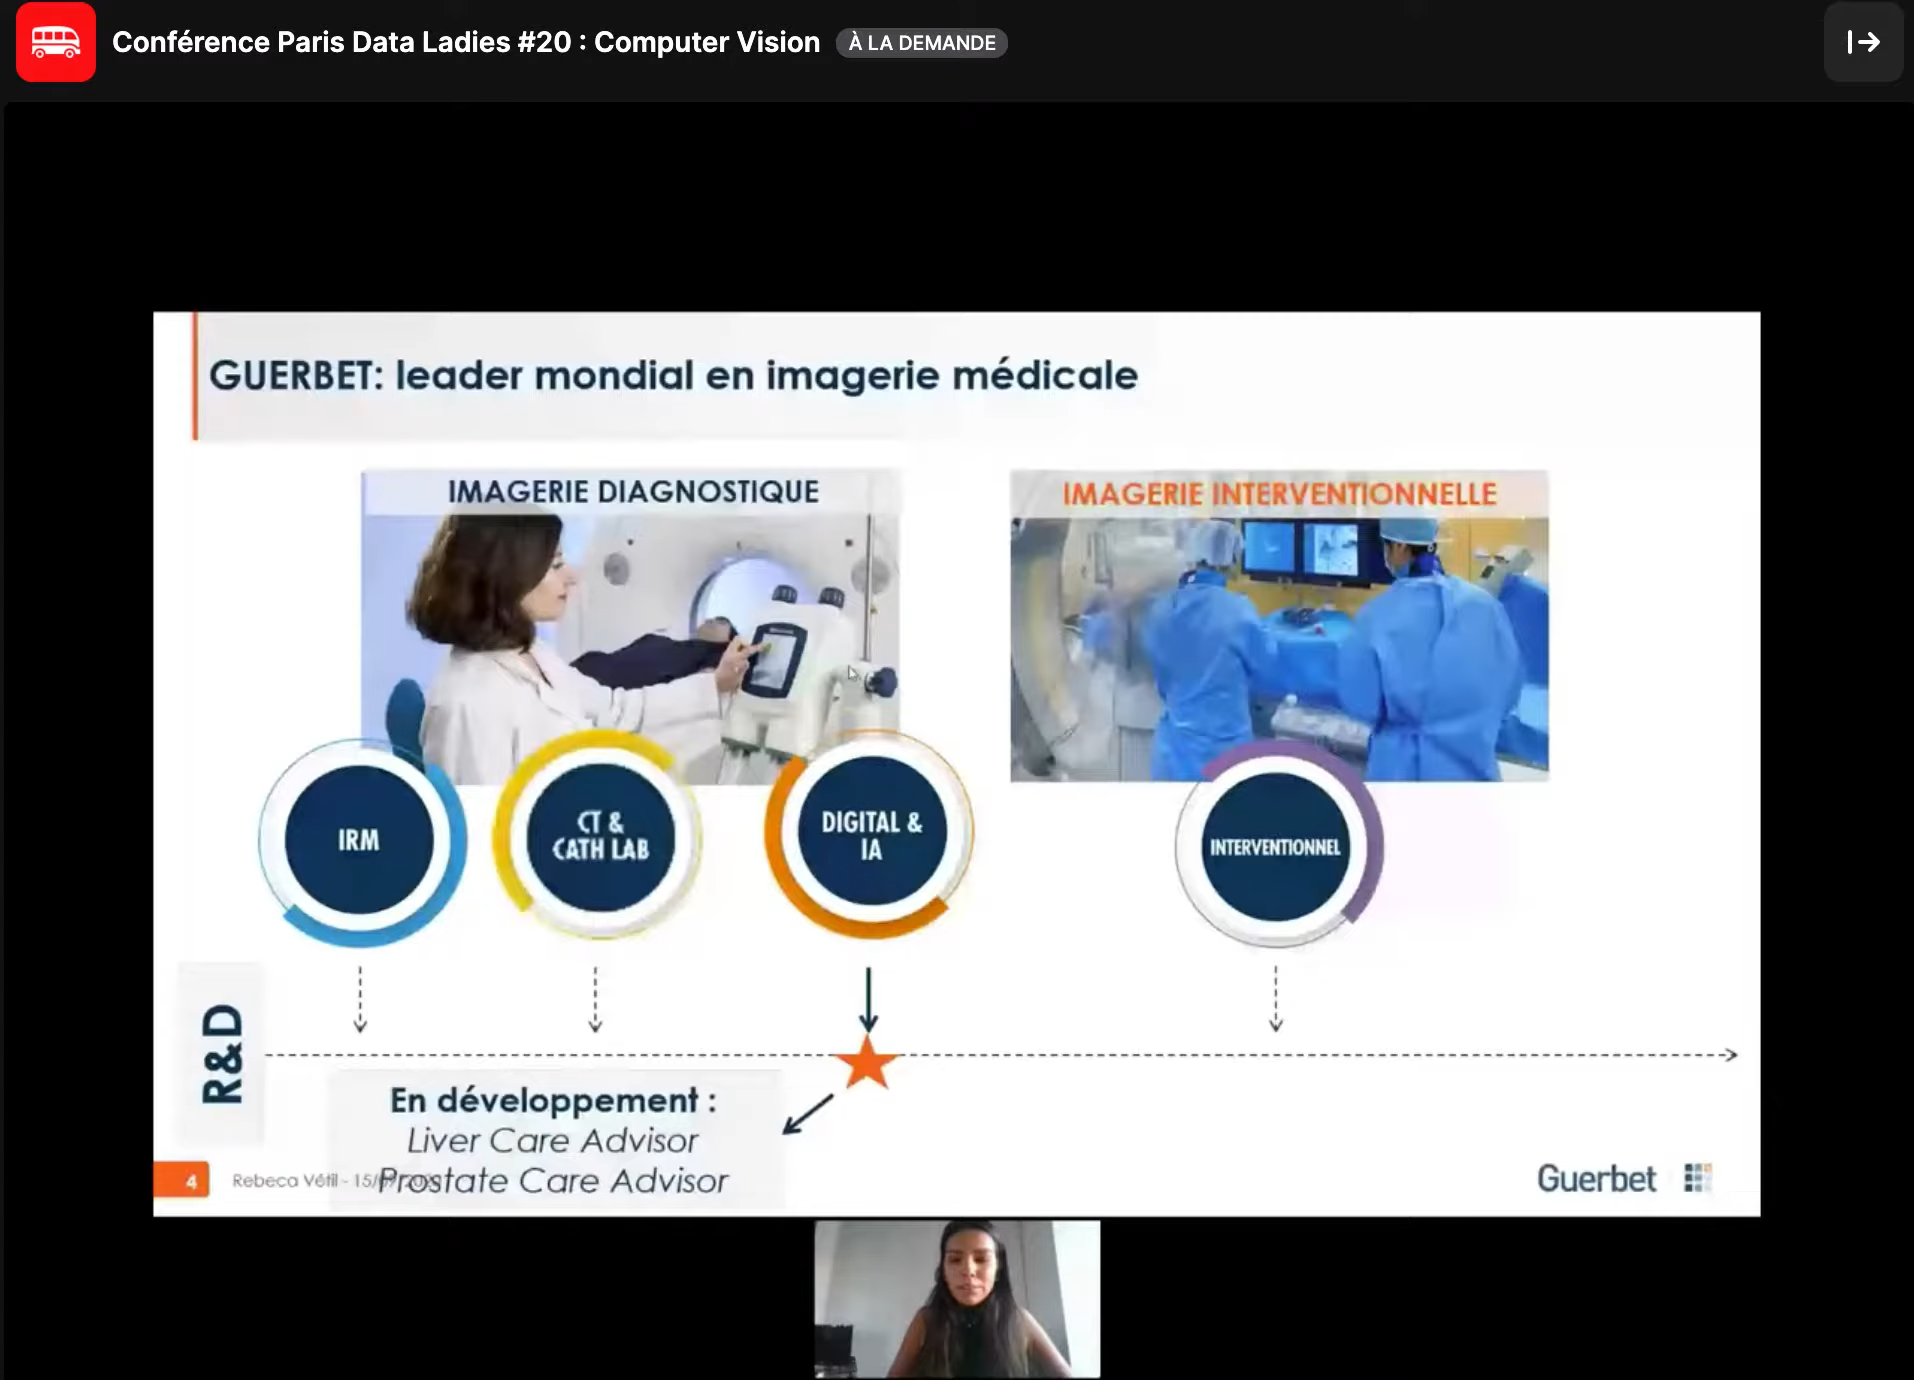 Conférence Paris Data Ladies #20 : Computer Vision
À LA DEMANDE
GUERBET: leader mondial en imagerie médicale
IMAGERIE DIAGNOSTIQUE
IMAGERIE INTERVENTIONNELLE
IRM
CT &
CATH LAB
DIGITAL &
IA
INTERVENTIONNEL
R&D
En développement :
Liver Care Advisor
Prostate Care Advisor
4
Rebeca Vétil - 15/
Guerbet